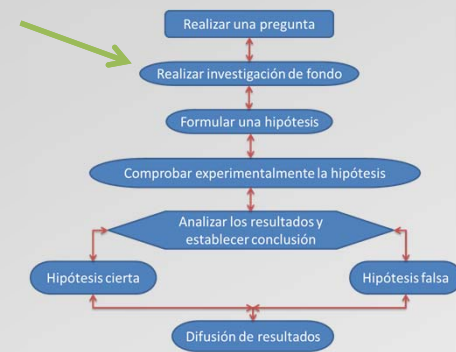 Realizar una pregunta
Realizar investigación de fondo
Formular una hipótesis
Comprobar experimentalmente la hipótesis
Analizar los resultados y
establecer conclusión
Hipótesis cierta
Hipótesis falsa
Difusión de resultados